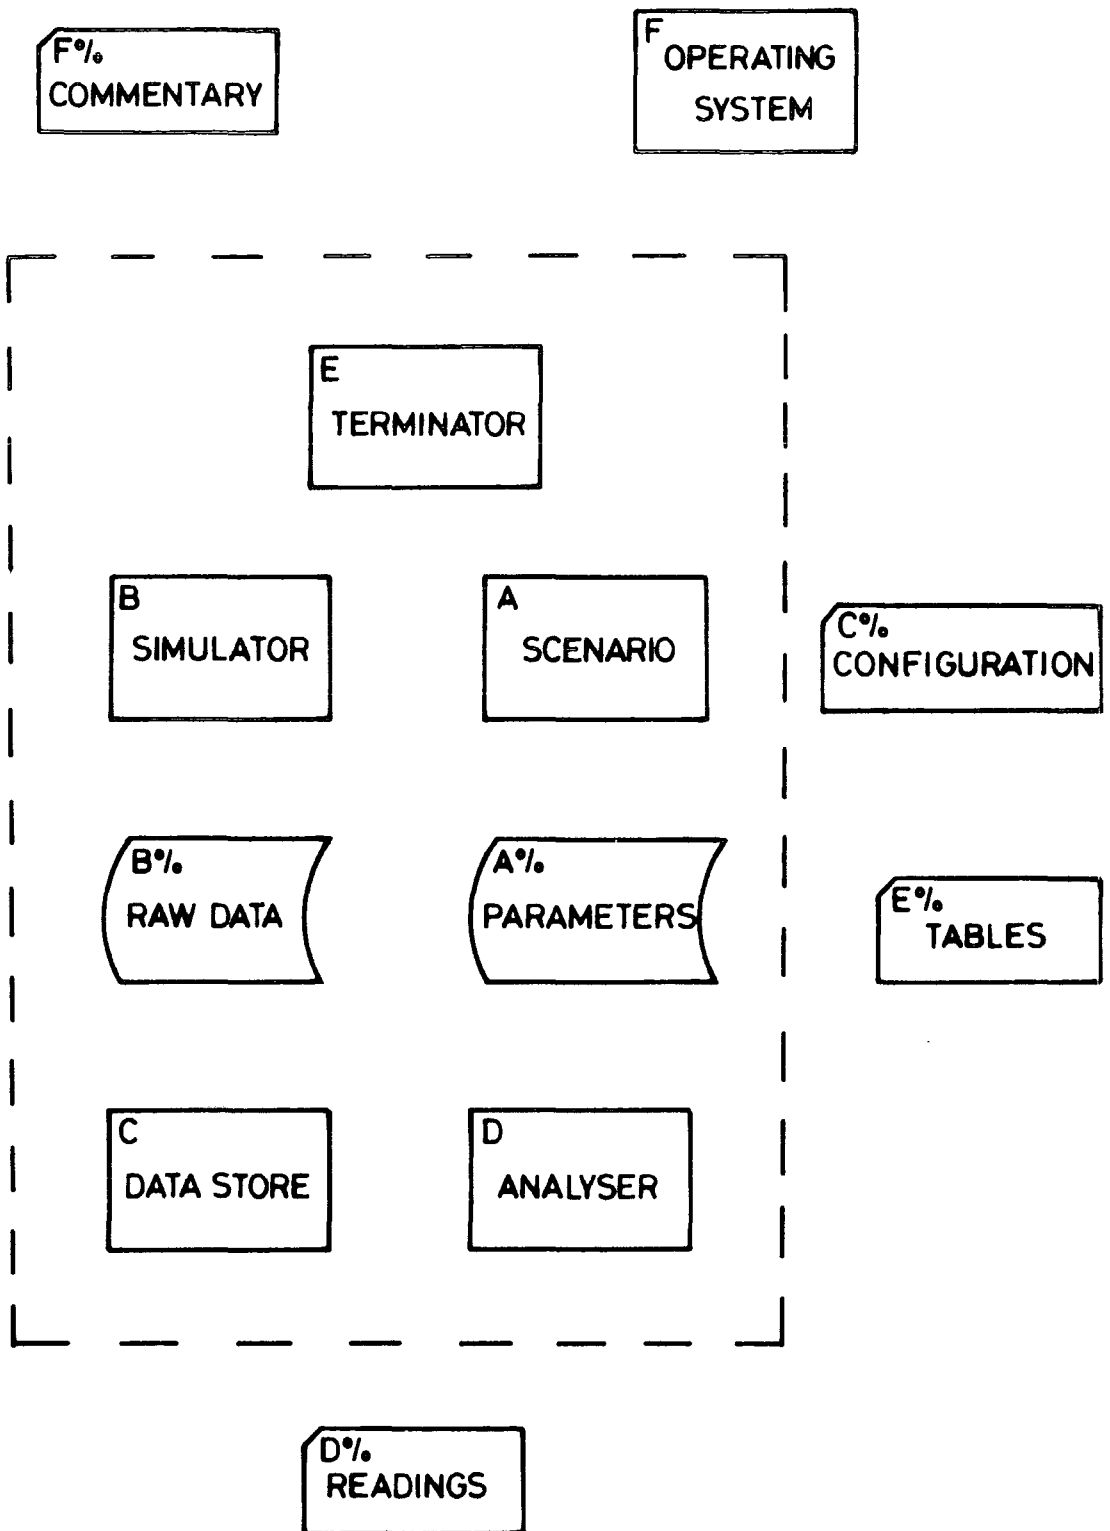 F%
COMMENTARY
F
OPERATING
SYSTEM
E
TERMINATOR
B
SIMULATOR
A
SCENARIO
C%
CONFIGURATION
B%
RAW DATA
A%
PARAMETERS
E%
TABLES
C
DATA STORE
D
ANALYSER
D%
READINGS